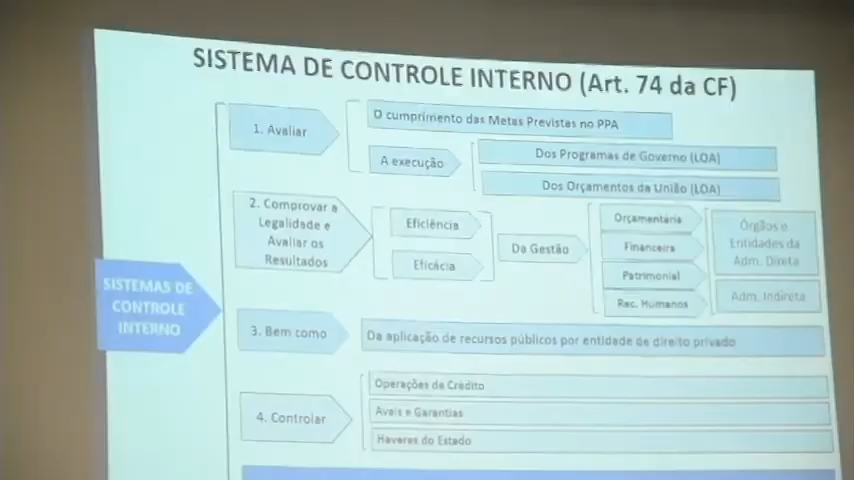 SISTEMA DE CONTROLE INTERNO (Art. 74 da CF)
1. Avaliar
O cumprimento das Metas Previstas no PPA
A execução
Dos Programas de Governo (LOA)
Dos Orçamentos da União (LOA)
2. Comprovar a
Legalidade e
Avaliar os
Resultados
Eficiência
Eficácia
Da Gestão
Orçamentária
Financeira
Patrimonial
Rec. Humanos
Órgãos e
Entidades da
Adm. Direta
Adm. Indireta
SISTEMAS DE
CONTROLE
INTERNO
3. Bem como
Da aplicação de recursos públicos por entidade de direito privado
4. Controlar
Operações de Crédito
Avais e Garantias
Haveres do Estado